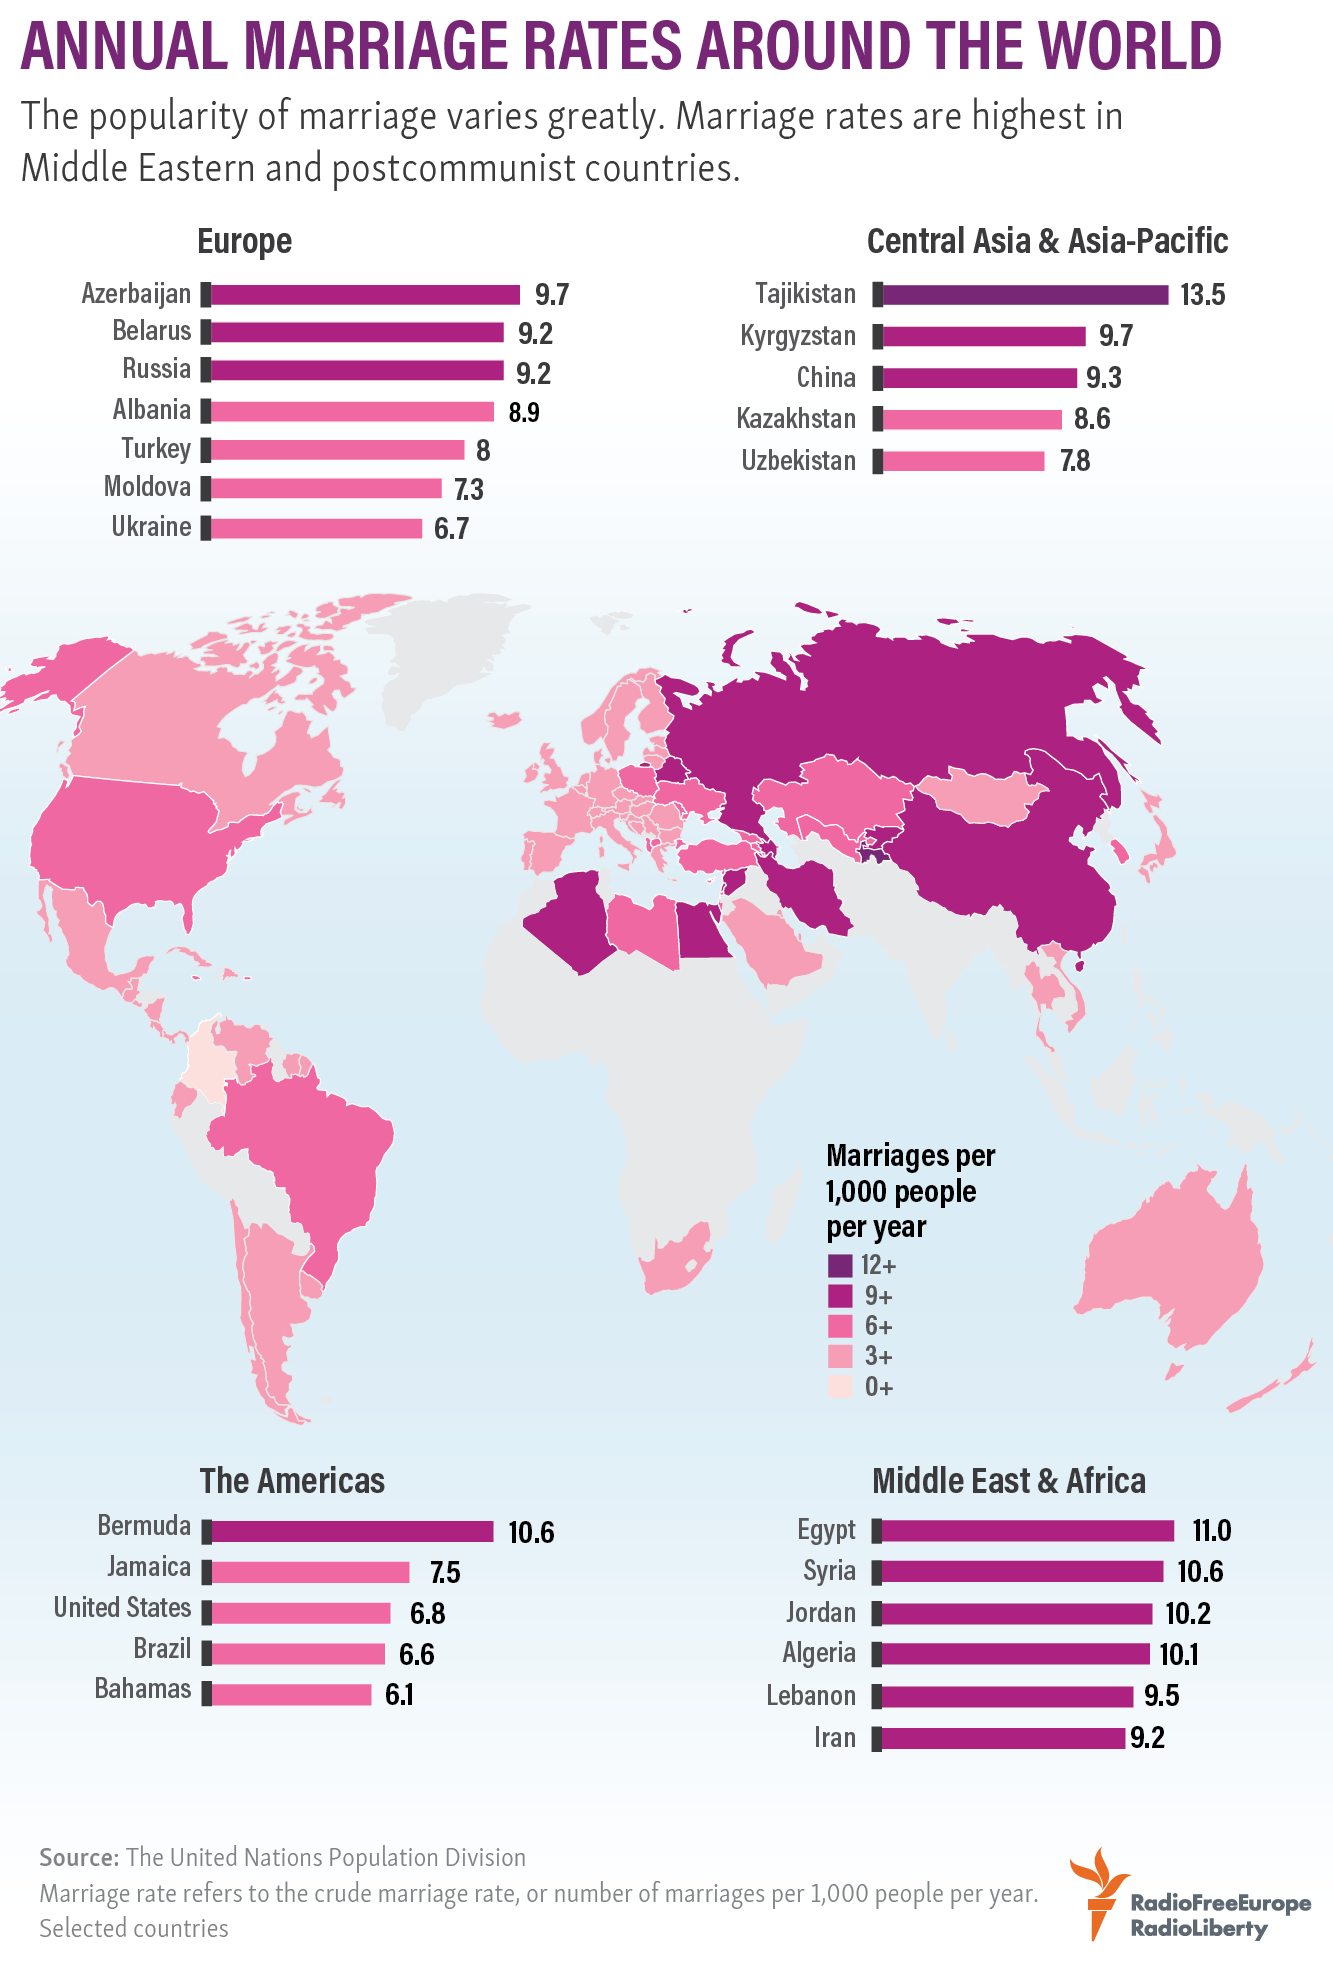 ANNUAL MARRIAGE RATES AROUND THE WORLD
The popularity of marriage varies greatly. Marriage rates are highest in
Middle Eastern and postcommunist countries.
Europe
Azerbaijan 9.7
Belarus 9.2
Russia 9.2
Albania 8.9
Turkey 8
Moldova 7.3
Ukraine 6.7
Central Asia & Asia-Pacific
Tajikistan 13.5
Kyrgyzstan 9.7
China 9.3
Kazakhstan 8.6
Uzbekistan 7.8
Marriages per
1,000 people
per year
12+
9+
6+
3+
0+
The Americas
Bermuda 10.6
Jamaica 7.5
United States 6.8
Brazil 6.6
Bahamas 6.1
Middle East & Africa
Egypt 11.0
Syria 10.6
Jordan 10.2
Algeria 10.1
Lebanon 9.5
Iran 9.2
Source: The United Nations Population Division
Marriage rate refers to the crude marriage rate, or number of marriages per 1,000 people per year.
Selected countries
RadioFreeEurope
RadioLiberty